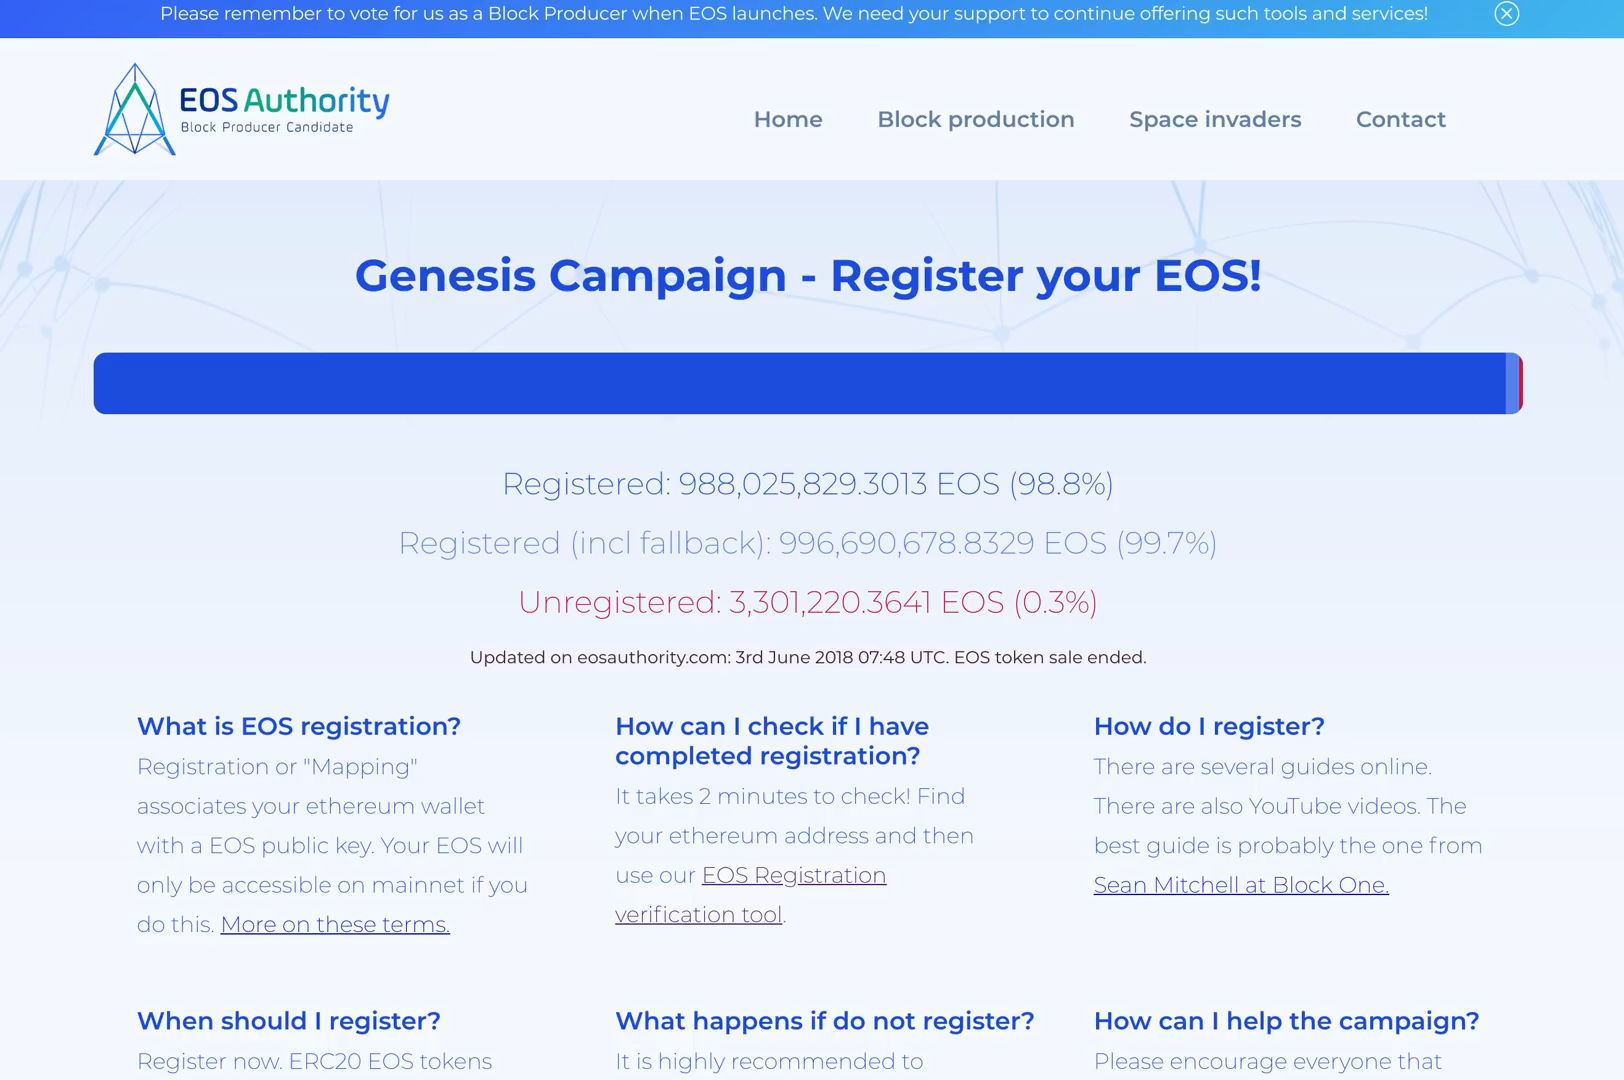 Please remember to vote for us as a Block Producer when EOS launches. We need your support to continue offering such tools and services!
EOS Authority
Block Producer Candidate
Home
Block production
Space invaders
Contact
Genesis Campaign - Register your EOS!
Registered: 988,025,829.3013 EOS (98.8%)
Registered (incl fallback): 996,690,678.8329 EOS (99.7%)
Unregistered: 3,301,220.3641 EOS (0.3%)
Updated on eosauthority.com: 3rd June 2018 07:48 UTC. EOS token sale ended.
What is EOS registration?
Registration or "Mapping"
associates your ethereum wallet
with a EOS public key. Your EOS will
only be accessible on mainnet if you
do this. More on these terms.
How can I check if I have
completed registration?
It takes 2 minutes to check! Find
your ethereum address and then
use our EOS Registration
verification tool.
How do I register?
There are several guides online.
There are also YouTube videos. The
best guide is probably the one from
Sean Mitchell at Block One.
When should I register?
Register now. ERC20 EOS tokens
What happens if do not register?
It is highly recommended to
How can I help the campaign?
Please encourage everyone that